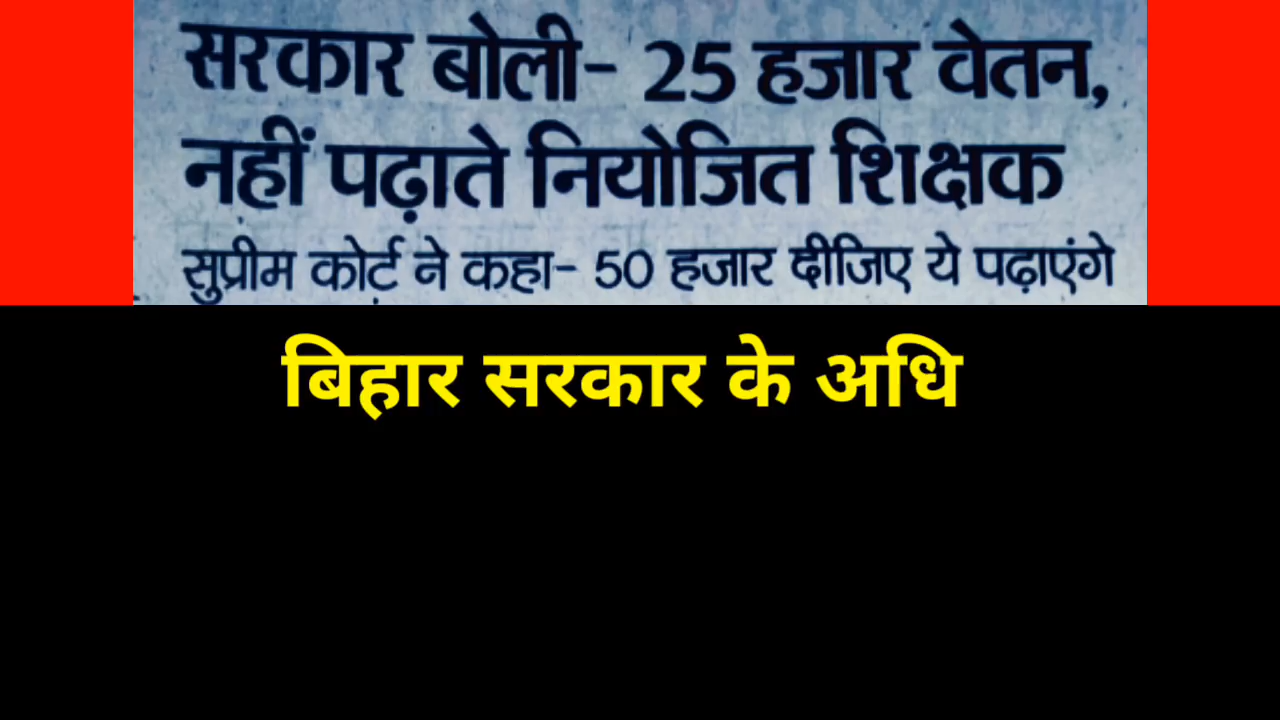 सरकार बोली- 25 हजार वेतन,
नहीं पढ़ाते नियोजित शिक्षक
सुप्रीम कोर्ट ने कहा- 50 हजार दीजिए ये पढ़ाएंगे
बिहार सरकार के अधि